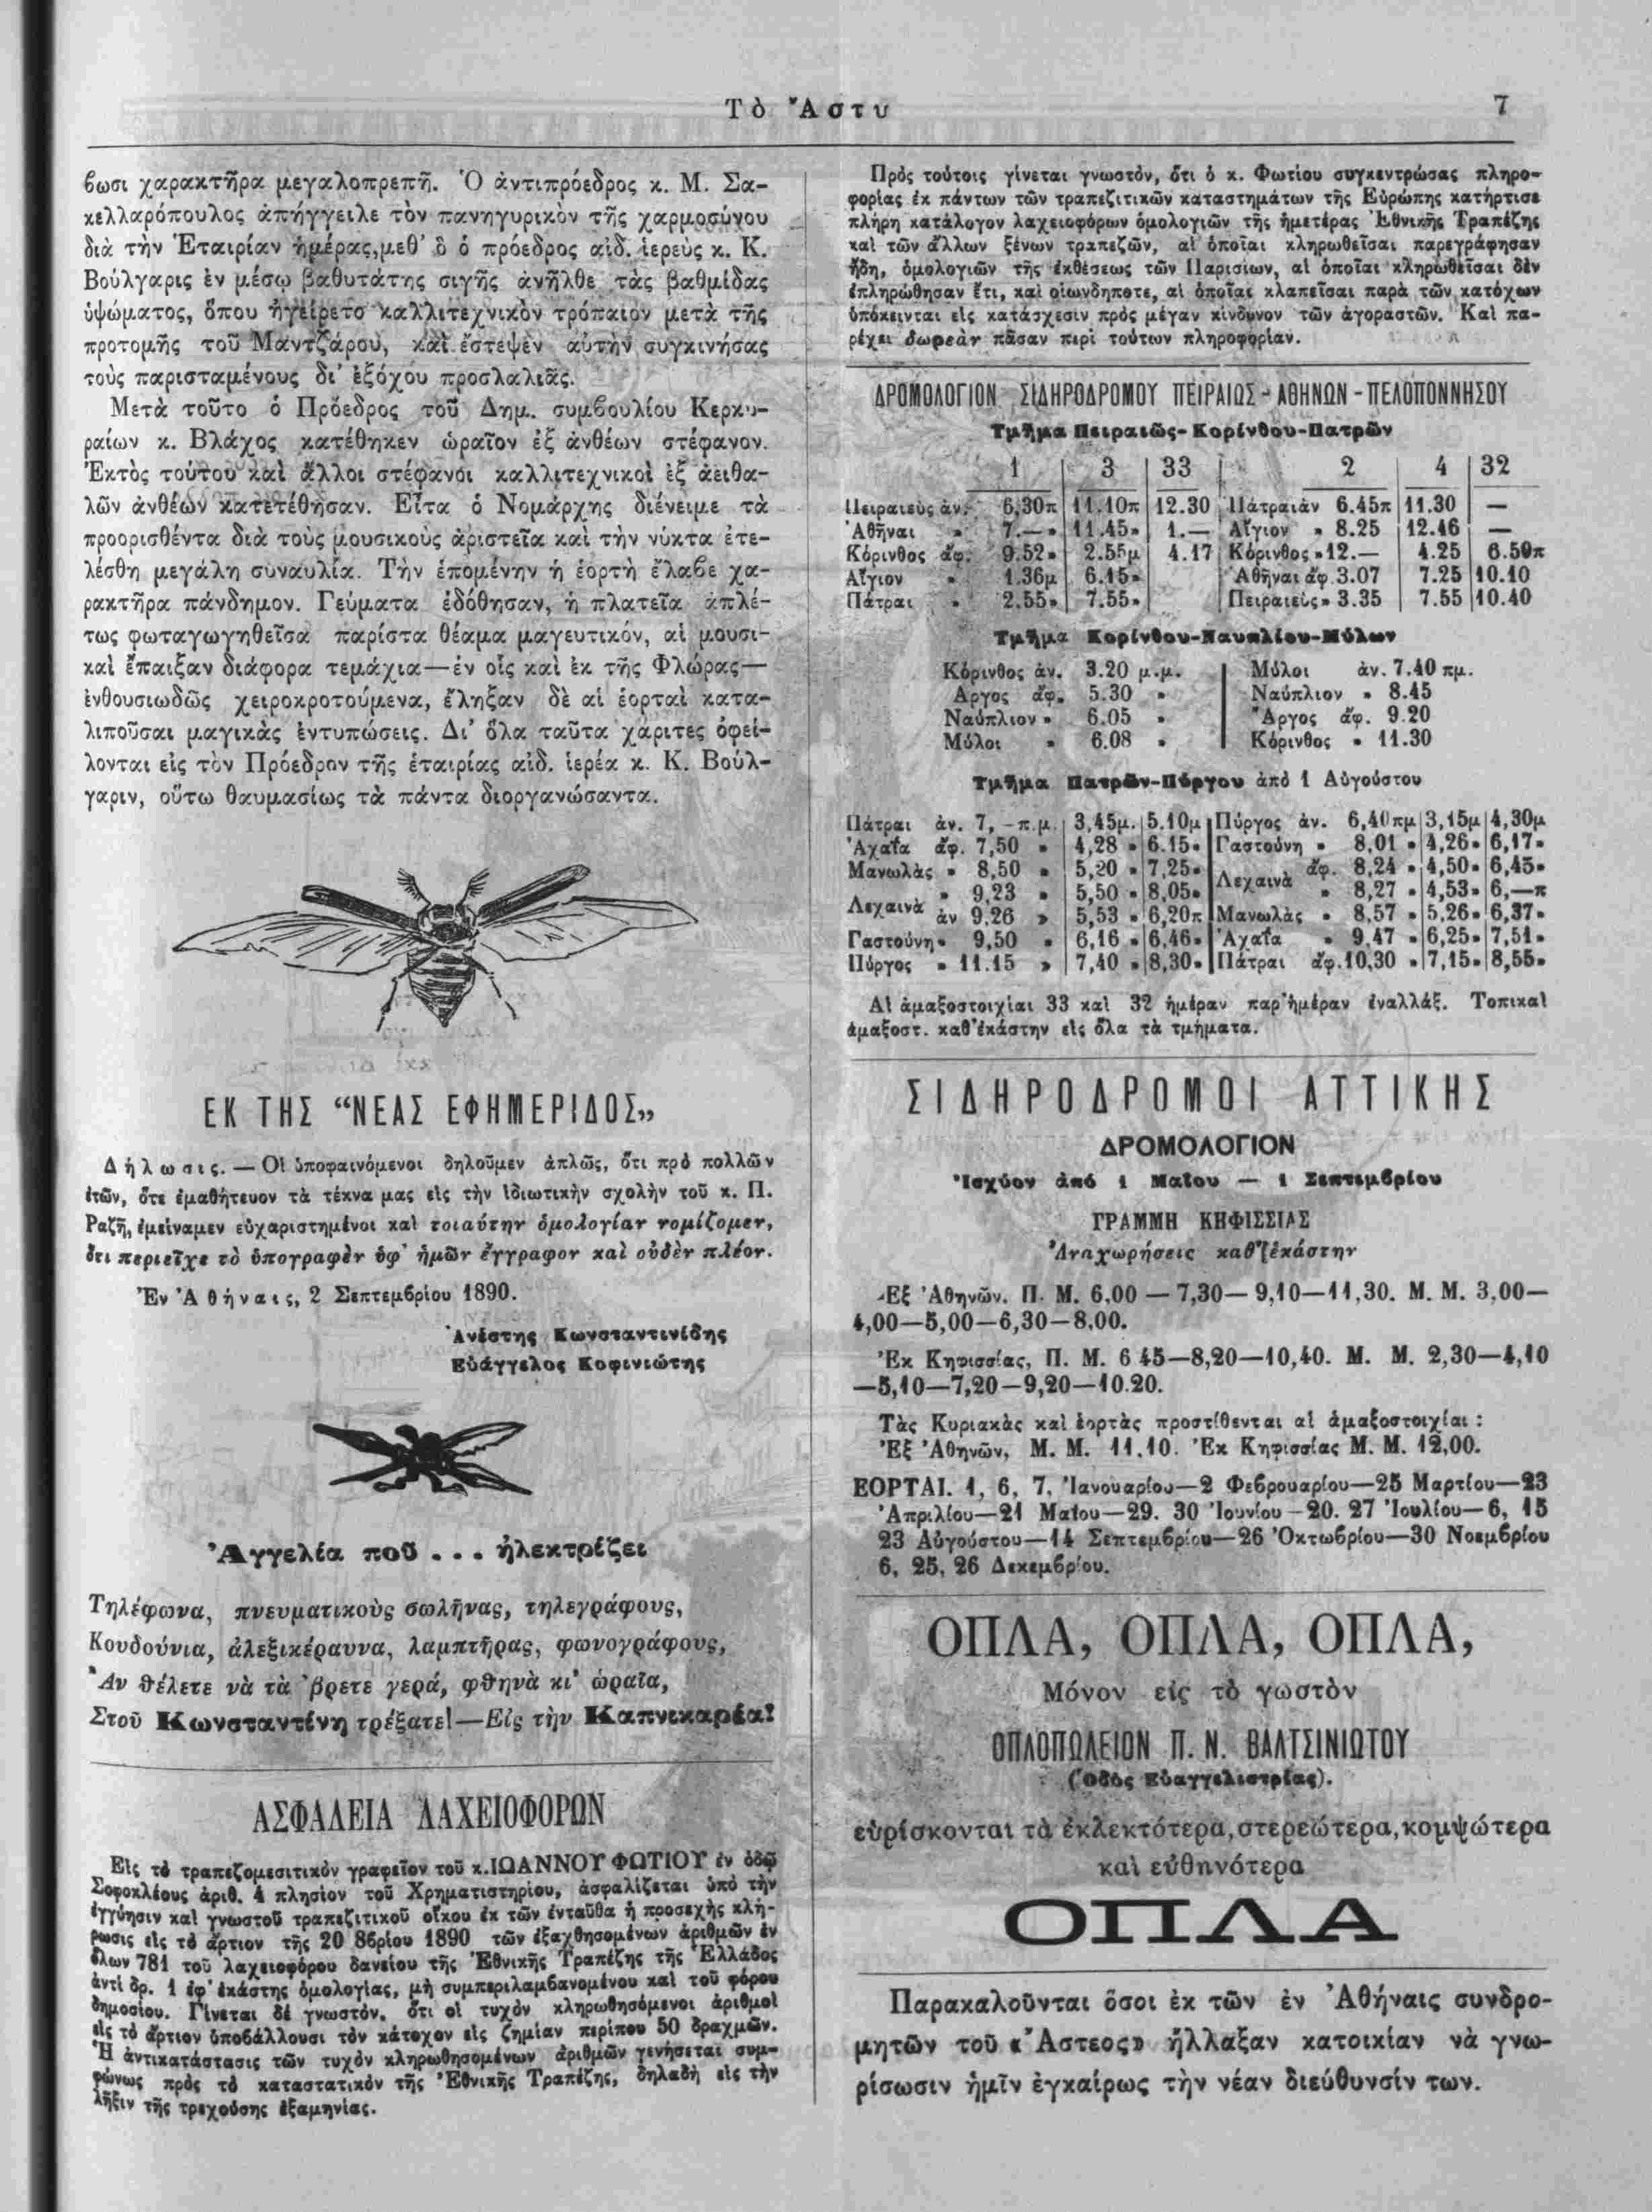 Τὸ Ἄστυ
7
βωσι χαρακτῆρα μεγαλοπρεπῆ. Ὁ ἀντιπρόεδρος κ. Μ. Σα-
κελλαρόπουλος ἀπήγγειλε τὸν πανηγυρικὸν τῆς χαρμοσύνου
διὰ τὴν Ἑταιρίαν ἡμέρας, μεθ' ὃ ὁ πρόεδρος αἰδ. ἱερεὺς κ. Κ.
Βούλγαρις ἐν μέσῳ βαθυτάτης σιγῆς ἀνῆλθε τὰς βαθμίδας
ὑψώματος, ὅπου ἠγείρετο καλλιτεχνικὸν τρόπαιον μετὰ τῆς
προτομῆς τοῦ Μαντζάρου, καὶ ἔστεψεν αὐτὴν συγκινήσας
τοὺς παρισταμένους δι' ἐξόχου προσλαλιᾶς.
Μετὰ τοῦτο ὁ Πρόεδρος τοῦ Δημ. συμβουλίου Κερκυ-
ραίων κ. Βλάχος κατέθηκεν ὡραῖον ἐξ ἀνθέων στέφανον.
Ἐκτὸς τούτου καὶ ἄλλοι στέφανοι καλλιτεχνικοὶ ἐξ ἀειθα-
λῶν ἀνθέων κατετέθησαν. Εἶτα ὁ Νομάρχης διένειμε τὰ
προορισθέντα διὰ τοὺς μουσικοὺς ἀριστεῖα καὶ τὴν νύκτα ἐτε-
λέσθη μεγάλη συναυλία. Τὴν ἑπομένην ἡ ἑορτὴ ἔλαβε χα-
ρακτῆρα πάνδημον. Γεύματα ἐδόθησαν, ἡ πλατεῖα ἀπλέ-
τως φωταγωγηθεῖσα παρίστα θέαμα μαγευτικόν, αἱ μουσι-
καὶ ἔπαιξαν διάφορα τεμάχια—ἐν οἷς καὶ ἐκ τῆς Φλώρας—
ἐνθουσιωδῶς χειροκροτούμενα, ἔληξαν δὲ αἱ ἑορταὶ κατα-
λιποῦσαι μαγικὰς ἐντυπώσεις. Δι' ὅλα ταῦτα χάριτες ὀφεί-
λονται εἰς τὸν Πρόεδρον τῆς ἑταιρίας αἰδ. ἱερέα κ. Κ. Βούλ-
γαριν, οὕτω θαυμασίως τὰ πάντα διοργανώσαντα.
ΕΚ ΤΗΣ “ΝΕΑΣ ΕΦΗΜΕΡΙΔΟΣ„
Δήλωσις. — Οἱ ὑποφαινόμενοι δηλοῦμεν ἁπλῶς, ὅτι πρὸ πολλῶν
ἐτῶν, ὅτε ἐμαθήτευον τὰ τέκνα μας εἰς τὴν ἰδιωτικὴν σχολὴν τοῦ κ. Π.
Ραζῆ, ἐμείναμεν εὐχαριστημένοι καὶ τοιαύτην ὁμολογίαν νομίζομεν,
ὅτι περιεῖχε τὸ ὑπογραφὲν ὑφ' ἡμῶν ἔγγραφον καὶ οὐδὲν πλέον.
Ἐν Ἀθήναις, 2 Σεπτεμβρίου 1890.
Ἀνέστης Κωνσταντινίδης
Εὐάγγελος Κοφινιώτης
Ἀγγελία ποῦ . . . ἠλεκτρίζει
Τηλέφωνα, πνευματικοὺς σωλῆνας, τηλεγράφους,
Κουδούνια, ἀλεξικέραυνα, λαμπτῆρας, φωνογράφους,
Ἂν θέλετε νὰ τὰ 'βρετε γερά, φθηνὰ κι' ὡραῖα,
Στοῦ Κωνσταντίνη τρέξατε!—Εἰς τὴν Καπνικαρέα!
ΑΣΦΑΛΕΙΑ ΛΑΧΕΙΟΦΟΡΩΝ
Εἰς τὸ τραπεζομεσιτικὸν γραφεῖον τοῦ κ. ΙΩΑΝΝΟΥ ΦΩΤΙΟΥ ἐν ὁδῷ
Σοφοκλέους ἀριθ. 4 πλησίον τοῦ Χρηματιστηρίου, ἀσφαλίζεται ὑπὸ τὴν
ἐγγύησιν καὶ γνωστοῦ τραπεζιτικοῦ οἴκου ἐκ τῶν ἐνταῦθα ἡ προσεχὴς κλή-
ρωσις εἰς τὸ ἄρτιον τῆς 20 8βρίου 1890 τῶν ἐξαχθησομένων ἀριθμῶν ἐν
ὅλων 781 τοῦ λαχειοφόρου δανείου τῆς Ἐθνικῆς Τραπέζης τῆς Ἑλλάδος
ἀντὶ δρ. 1 ἐφ' ἑκάστης ὁμολογίας, μὴ συμπεριλαμβανομένου καὶ τοῦ φόρου
δημοσίου. Γίνεται δὲ γνωστόν, ὅτι οἱ τυχὸν κληρωθησόμενοι ἀριθμοὶ
εἰς τὸ ἄρτιον ὑποβάλλουσι τὸν κάτοχον εἰς ζημίαν περίπου 50 δραχμῶν.
Ἡ ἀντικατάστασις τῶν τυχὸν κληρωθησομένων ἀριθμῶν γενήσεται συμ-
φώνως πρὸς τὸ καταστατικὸν τῆς Ἐθνικῆς Τραπέζης, δηλαδὴ εἰς τὴν
λῆξιν τῆς τρεχούσης ἑξαμηνίας.
Πρὸς τούτοις γίνεται γνωστόν, ὅτι ὁ κ. Φωτίου συγκεντρώσας πληρο-
φορίας ἐκ πάντων τῶν τραπεζιτικῶν καταστημάτων τῆς Εὐρώπης κατήρτισε
πλήρη κατάλογον λαχειοφόρων ὁμολογιῶν τῆς ἡμετέρας Ἐθνικῆς Τραπέζης
καὶ τῶν ἄλλων ξένων τραπεζῶν, αἱ ὁποῖαι κληρωθεῖσαι παρεγράφησαν
ἤδη, ὁμολογιῶν τῆς ἐκθέσεως τῶν Παρισίων, αἱ ὁποῖαι κληρωθεῖσαι δὲν
ἐπληρώθησαν ἔτι, καὶ οἱωνδηποτε, αἱ ὁποῖαι κλαπεῖσαι παρὰ τῶν κατόχων
ὑπόκεινται εἰς κατάσχεσιν πρὸς μέγαν κίνδυνον τῶν ἀγοραστῶν. Καὶ πα-
ρέχει δωρεὰν πᾶσαν περὶ τούτων πληροφορίαν.
ΔΡΟΜΟΛΟΓΙΟΝ ΣΙΔΗΡΟΔΡΟΜΟΥ ΠΕΙΡΑΙΩΣ - ΑΘΗΝΩΝ - ΠΕΛΟΠΟΝΝΗΣΟΥ
Τμῆμα Πειραιῶς-Κορίνθου-Πατρῶν
1 3 33 2 4 32
Πειραιεὺς ἀν. 6,30π 11.10π 12.30 Πάτραι ἀν 6.45π 11.30 —
Ἀθῆναι » 7.—» 11.45» 1.— Αἴγιον » 8.25 12.46 —
Κόρινθος ἀφ. 9.52» 2.55μ 4.17 Κόρινθος »12.— 4.25 6.50π
Αἴγιον » 1.36μ 6.15» Ἀθῆναι ἀφ. 3.07 7.25 10.10
Πάτραι » 2.55» 7.55» Πειραιεὺς» 3.35 7.55 10.40
Τμῆμα Κορίνθου-Ναυπλίου-Μύλων
Κόρινθος ἀν. 3.20 μ.μ. Μύλοι ἀν. 7.40 πμ.
Ἄργος ἀφ. 5.30 » Ναύπλιον » 8.45
Ναύπλιον » 6.05 » Ἄργος ἀφ. 9.20
Μύλοι » 6.08 » Κόρινθος » 11.30
Τμῆμα Πατρῶν-Πύργου ἀπὸ 1 Αὐγούστου
Πάτραι ἀν. 7,-π.μ. 3,45μ. 5.10μ Πύργος ἀν. 6,40πμ 3,15μ 4,30μ
Ἀχαΐα ἀφ. 7,50 » 4,28 » 6.15» Γαστούνη » 8,01 » 4,26» 6,17»
Μανωλὰς » 8,50 » 5,20 » 7,25» Λεχαινὰ ἀφ. 8,24 » 4,50» 6,45»
Λεχαινὰ » 9,23 » 5,50 » 8,05» » 8,27 » 4,53» 6,—π
ἀν 9.26 » 5,53 » 6,20π Μανωλὰς » 8,57 » 5,26» 6,37»
Γαστούνη» 9,50 » 6,16 » 6,46» Ἀχαΐα » 9,47 » 6,25» 7,51»
Πύργος » 11.15 » 7,40 » 8,30» Πάτραι ἀφ. 10,30 » 7,15» 8,55»
Αἱ ἁμαξοστοιχίαι 33 καὶ 32 ἡμέραν παρ' ἡμέραν ἐναλλάξ. Τοπικαὶ
ἁμαξοστ. καθ' ἑκάστην εἰς ὅλα τὰ τμήματα.
ΣΙΔΗΡΟΔΡΟΜΟΙ ΑΤΤΙΚΗΣ
ΔΡΟΜΟΛΟΓΙΟΝ
Ἰσχύον ἀπὸ 1 Μαΐου — 1 Σεπτεμβρίου
ΓΡΑΜΜΗ ΚΗΦΙΣΣΙΑΣ
Ἀναχωρήσεις καθ' ἑκάστην
Ἐξ Ἀθηνῶν. Π. Μ. 6,00 — 7,30— 9,10—11,30. Μ. Μ. 3,00—
4,00—5,00—6,30—8,00.
Ἐκ Κηφισσίας, Π. Μ. 6 45—8,20—10,40. Μ. Μ. 2,30—4,10
—5,10—7,20—9,20—10.20.
Τὰς Κυριακὰς καὶ ἑορτὰς προστίθενται αἱ ἁμαξοστοιχίαι :
Ἐξ Ἀθηνῶν, Μ. Μ. 11.10. Ἐκ Κηφισσίας Μ. Μ. 12,00.
ΕΟΡΤΑΙ. 1, 6, 7, Ἰανουαρίου—2 Φεβρουαρίου—25 Μαρτίου—23
Ἀπριλίου—21 Μαΐου—29. 30 Ἰουνίου—20. 27 Ἰουλίου—6, 15
23 Αὐγούστου—14 Σεπτεμβρίου—26 Ὀκτωβρίου—30 Νοεμβρίου
6, 25, 26 Δεκεμβρίου.
ΟΠΛΑ, ΟΠΛΑ, ΟΠΛΑ,
Μόνον εἰς τὸ γωστὸν
ΟΠΛΟΠΩΛΕΙΟΝ Π. Ν. ΒΑΛΤΣΙΝΙΩΤΟΥ
(Ὁδὸς Εὐαγγελιστρίας).
εὑρίσκονται τὰ ἐκλεκτότερα, στερεώτερα, κομψώτερα
καὶ εὐθηνότερα
ΟΠΛΑ
Παρακαλοῦνται ὅσοι ἐκ τῶν ἐν Ἀθήναις συνδρο-
μητῶν τοῦ «Ἄστεος» ἤλλαξαν κατοικίαν νὰ γνω-
ρίσωσιν ἡμῖν ἐγκαίρως τὴν νέαν διεύθυνσίν των.